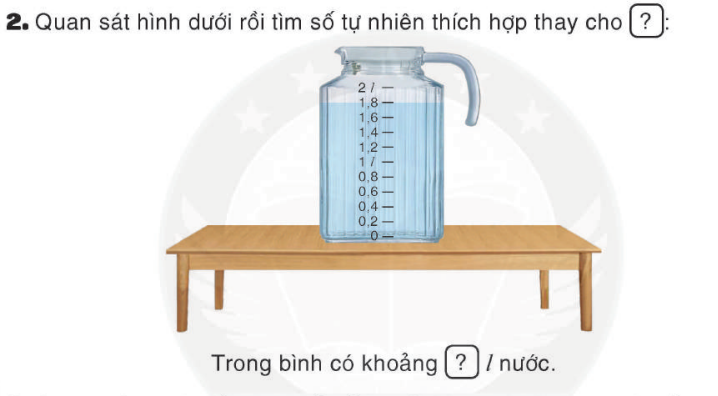 2. Quan sát hình dưới rồi tìm số tự nhiên thích hợp thay cho ? :
2 l
1,8
1,6
1,4
1,2
1 l
0,8
0,6
0,4
0,2
0
Trong bình có khoảng ? l nước.